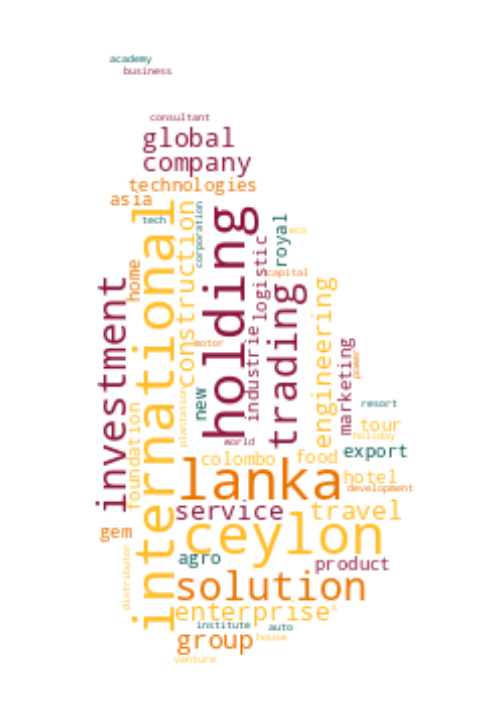 academy
business
consultant
global
company
technologies
asia
tech
corporation
royal
eco
international
construction
holding
logistic
home
capital
investment
trading
engineering
industrie
motor
marketing
power
new
plantation
world
foundation
resort
tour
holiday
colombo
food
export
lanka
hotel
development
service
travel
gem
ceylon
distributor
agro
product
solution
enterprise
institute
auto
group
house
venture